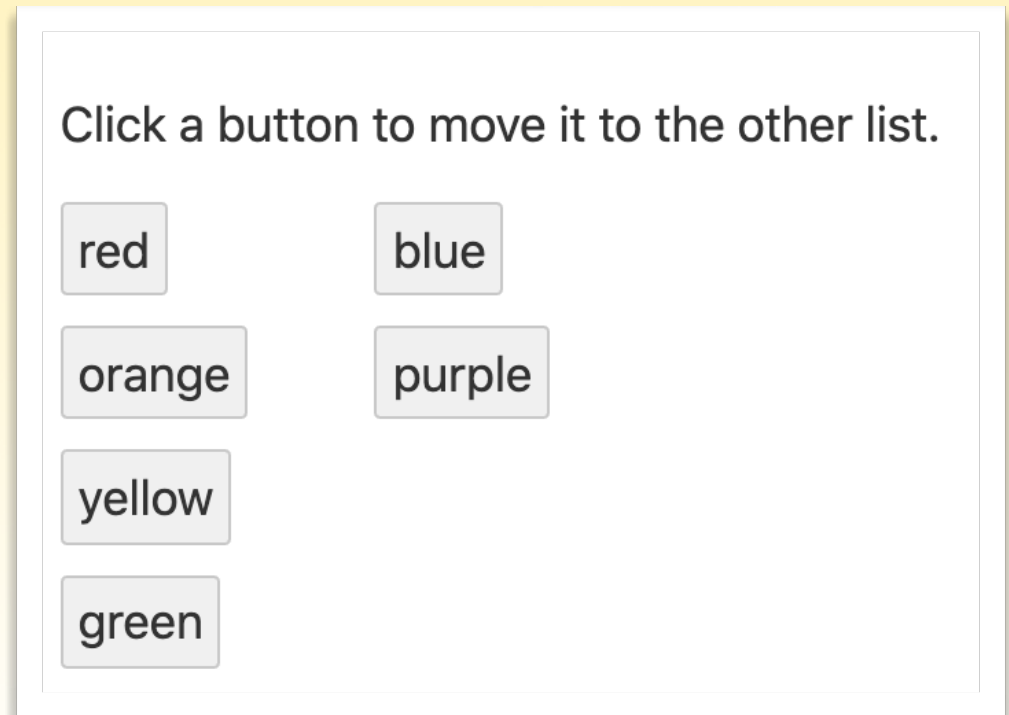 Click a button to move it to the other list.
red blue
orange purple
yellow
green